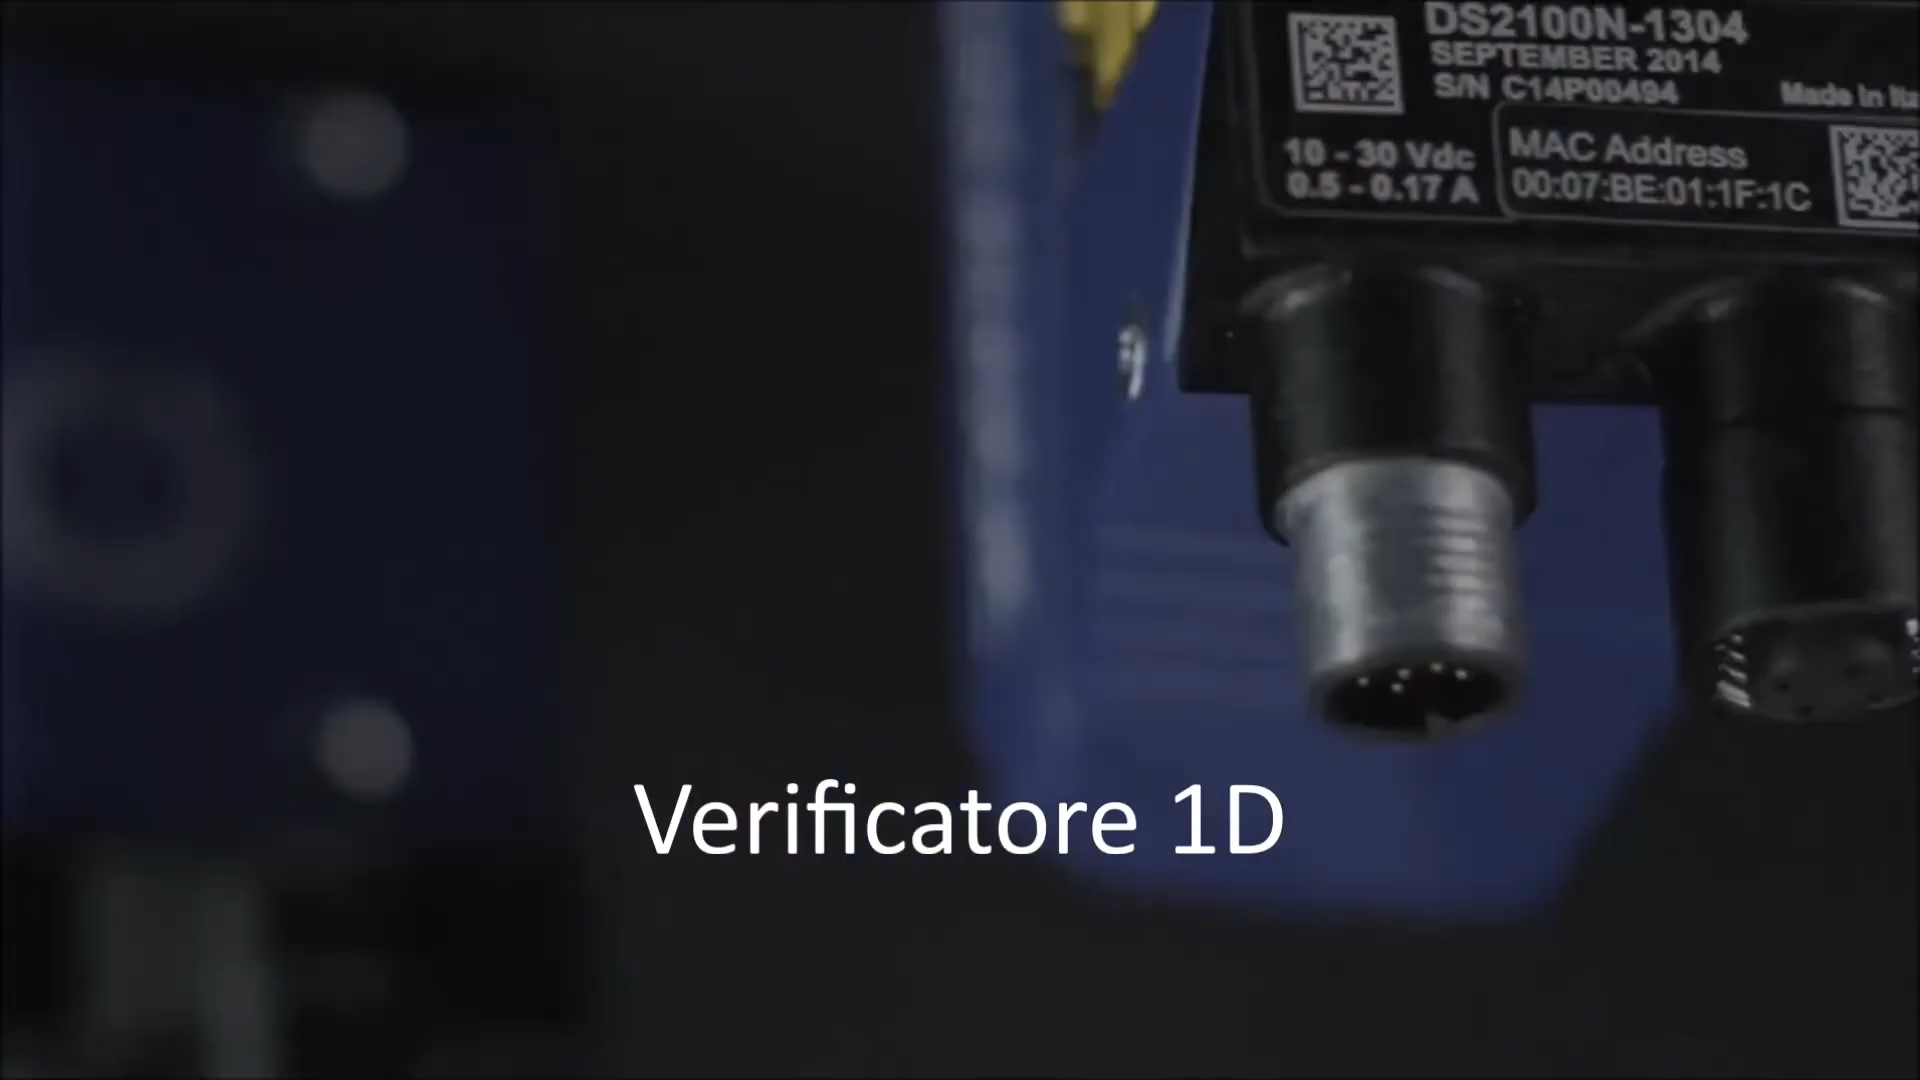 DS2100N-1304
SEPTEMBER 2014
S/N C14P00494
Made in
10 - 30 Vdc
0.5 - 0.17 A
MAC Address
00:07:BE:01:1F:1C
Verificatore 1D